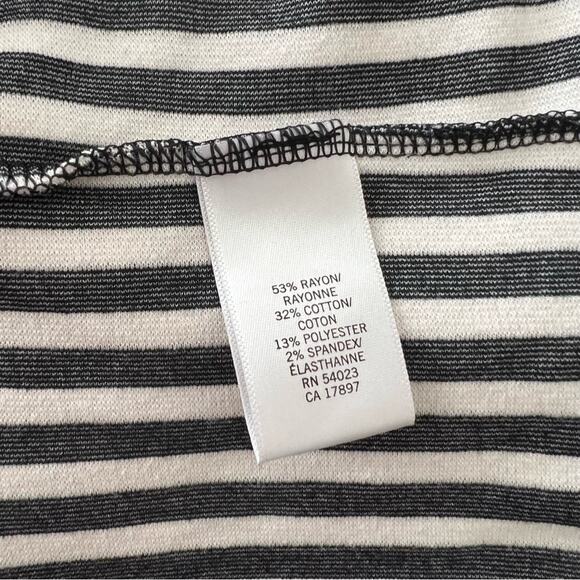 53% RAYON/
RAYONNE
32% COTTON/
COTON
13% POLYESTER
2% SPANDEX/
ÉLASTHANNE
RN 54023
CA 17897